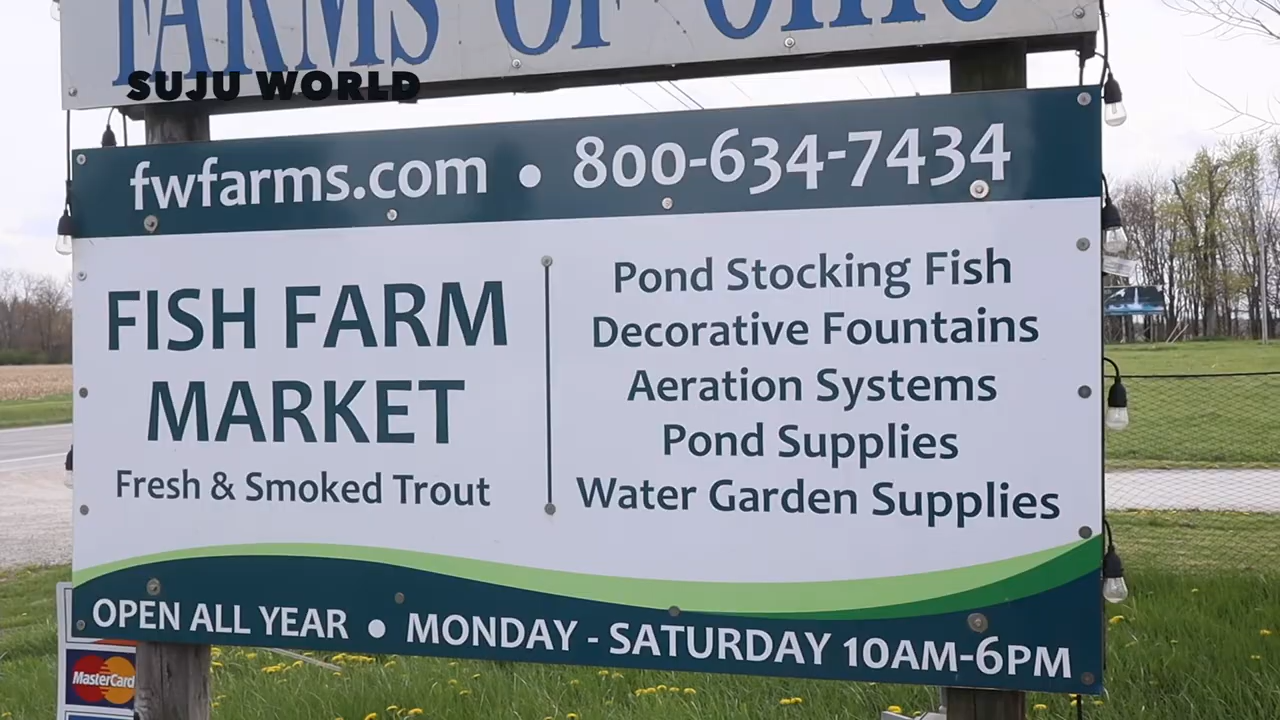 FARMS OF OHIO
SUJU WORLD
fwfarms.com • 800-634-7434
FISH FARM
MARKET
Fresh & Smoked Trout
Pond Stocking Fish
Decorative Fountains
Aeration Systems
Pond Supplies
Water Garden Supplies
OPEN ALL YEAR • MONDAY - SATURDAY 10AM-6PM
MasterCard